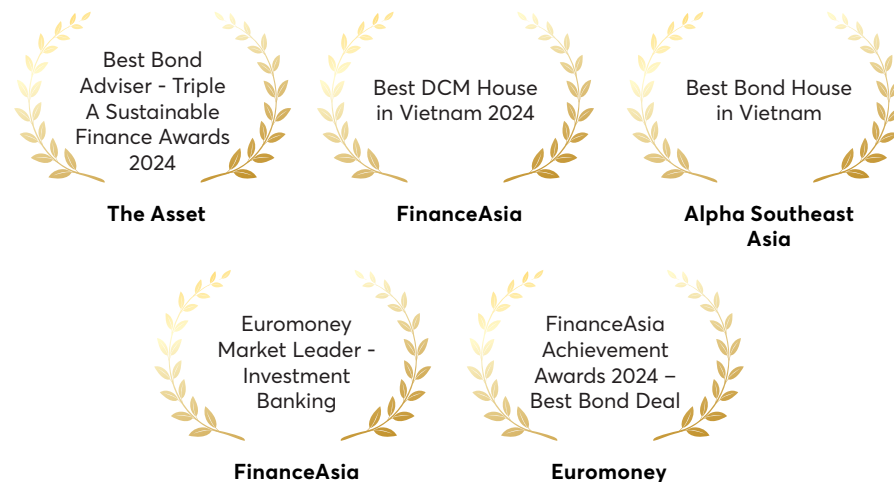 Best Bond
Adviser - Triple
A Sustainable
Finance Awards
2024
The Asset
Best DCM House
in Vietnam 2024
FinanceAsia
Best Bond House
in Vietnam
Alpha Southeast
Asia
Euromoney
Market Leader -
Investment
Banking
FinanceAsia
FinanceAsia
Achievement
Awards 2024 –
Best Bond Deal
Euromoney